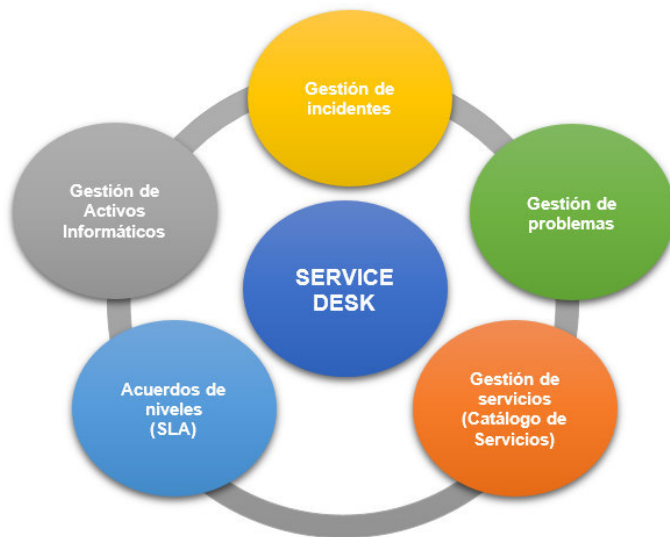 Gestión de
incidentes
Gestión de
Activos
Informáticos
Gestión de
problemas
SERVICE
DESK
Acuerdos de
niveles
(SLA)
Gestión de
servicios
(Catálogo de
Servicios)